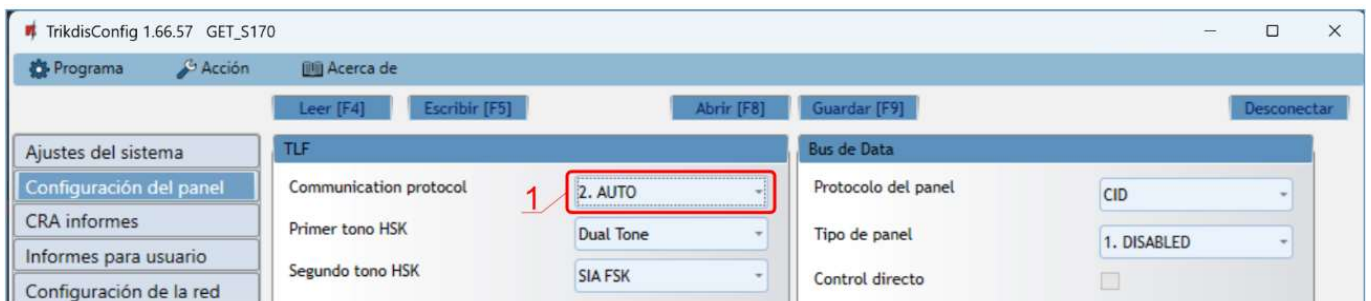 TrikdisConfig 1.66.57 GET_S170
Programa Acción Acerca de
Leer [F4] Escribir [F5] Abrir [F8] Guardar [F9] Desconectar
Ajustes del sistema
Configuración del panel
CRA informes
Informes para usuario
Configuración de la red
TLF
Communication protocol 1 2. AUTO
Primer tono HSK Dual Tone
Segundo tono HSK SIA FSK
Bus de Data
Protocolo del panel CID
Tipo de panel 1. DISABLED
Control directo